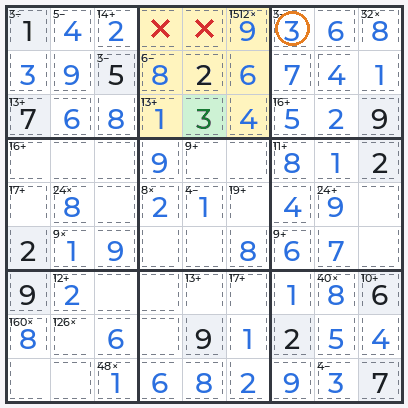 3÷ 5− 14+ 1512× 3÷ 32×
1 4 2 × × 9 3 6 8
3− 6−
3 9 5 8 2 6 7 4 1
13+ 13+ 16+
7 6 8 1 3 4 5 2 9
16+ 9+ 11+
9 8 1 2
17+ 24× 8× 4− 19+ 24+
8 2 1 4 9
9× 9+
2 1 9 8 6 7
12+ 13+ 17+ 40× 10+
9 2 1 8 6
160× 126×
8 6 9 1 2 5 4
48× 4−
1 6 8 2 9 3 7